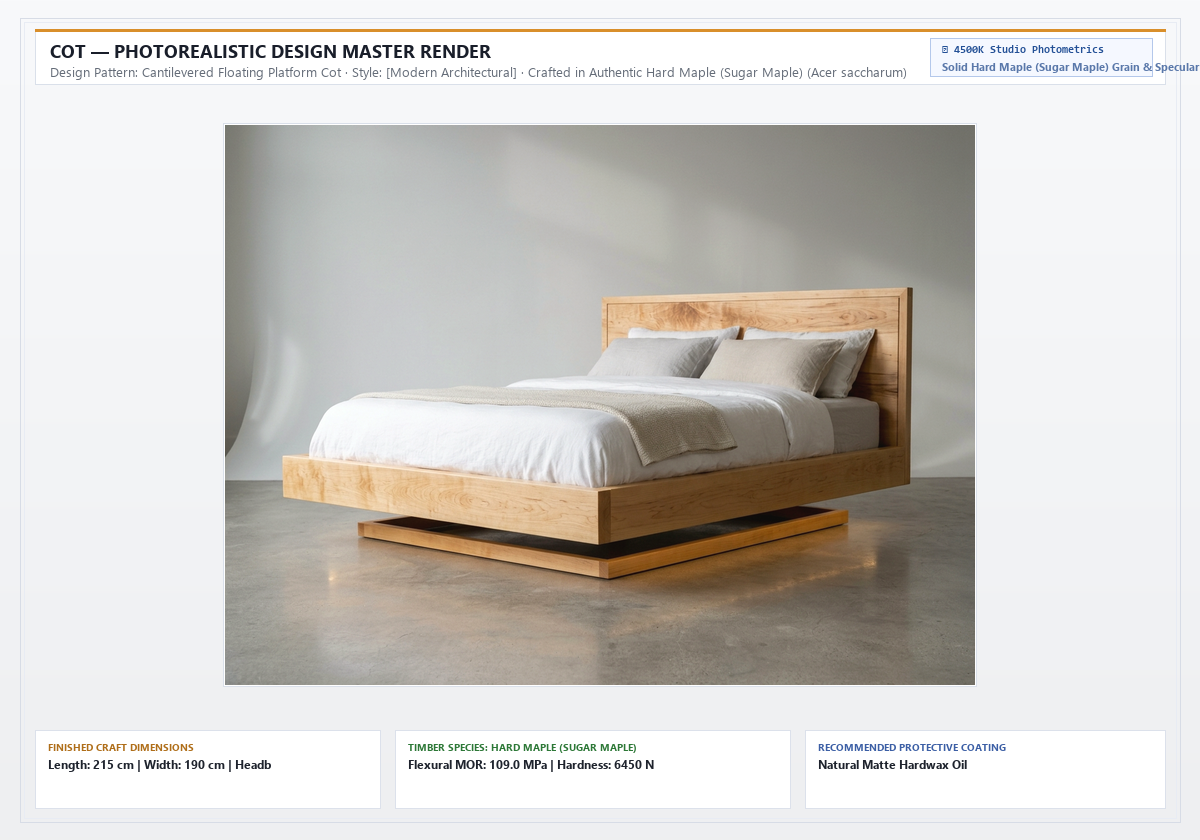 COT — PHOTOREALISTIC DESIGN MASTER RENDER
Design Pattern: Cantilevered Floating Platform Cot · Style: [Modern Architectural] · Crafted in Authentic Hard Maple (Sugar Maple) (Acer saccharum)
4500K Studio Photometrics
Solid Hard Maple (Sugar Maple) Grain & Specular
FINISHED CRAFT DIMENSIONS
Length: 215 cm | Width: 190 cm | Headb
TIMBER SPECIES: HARD MAPLE (SUGAR MAPLE)
Flexural MOR: 109.0 MPa | Hardness: 6450 N
RECOMMENDED PROTECTIVE COATING
Natural Matte Hardwax Oil